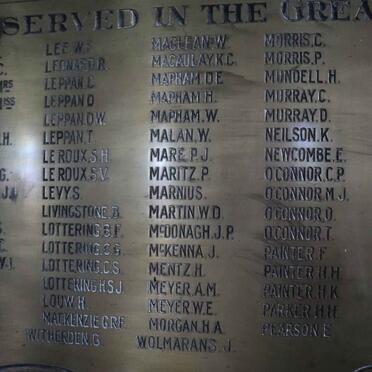 SERVED IN THE GREA
LEE W.S.
LEONARD.R.
LEPPAN.C.
LEPPAN.D
LEPPAN.D.W.
LEPPAN.T.
LE ROUX.S.H.
LE ROUX.S.V.
LEVY.S.
LIVINGSTONE.B.
LOTTERING.B.F.
LOTTERING.C.G.
LOTTERING.C.S.
LOTTERING.H.S.J.
LOUW.H.
MACKENZIE.G.R.F.
WITHERDEN.G.
MACLEAN.W.
MACAULAY.K.C.
MAPHAM.D.E.
MAPHAM.H.
MAPHAM.W.
MALAN.W.
MARÉ.P.J.
MARITZ.P.
MARNIUS.
MARTIN.W.D.
McDONAGH.J.P.
McKENNA.J.
MENTZ.H.
MEYER.A.M.
MEYER.W.E.
MORGAN.H.A.
WOLMARANS.J.
MORRIS.C.
MORRIS.P.
MUNDELL.H.
MURRAY.C.
MURRAY.D.
NEILSON.K.
NEWCOMBE.E.
O'CONNOR.C.P.
O'CONNOR.M.J.
O'CONNOR.O.
O'CONNOR.T.
PAINTER.F.
PAINTER.H.H.
PAINTER.H.K.
PARKER.H.H.
PEARSON.E.